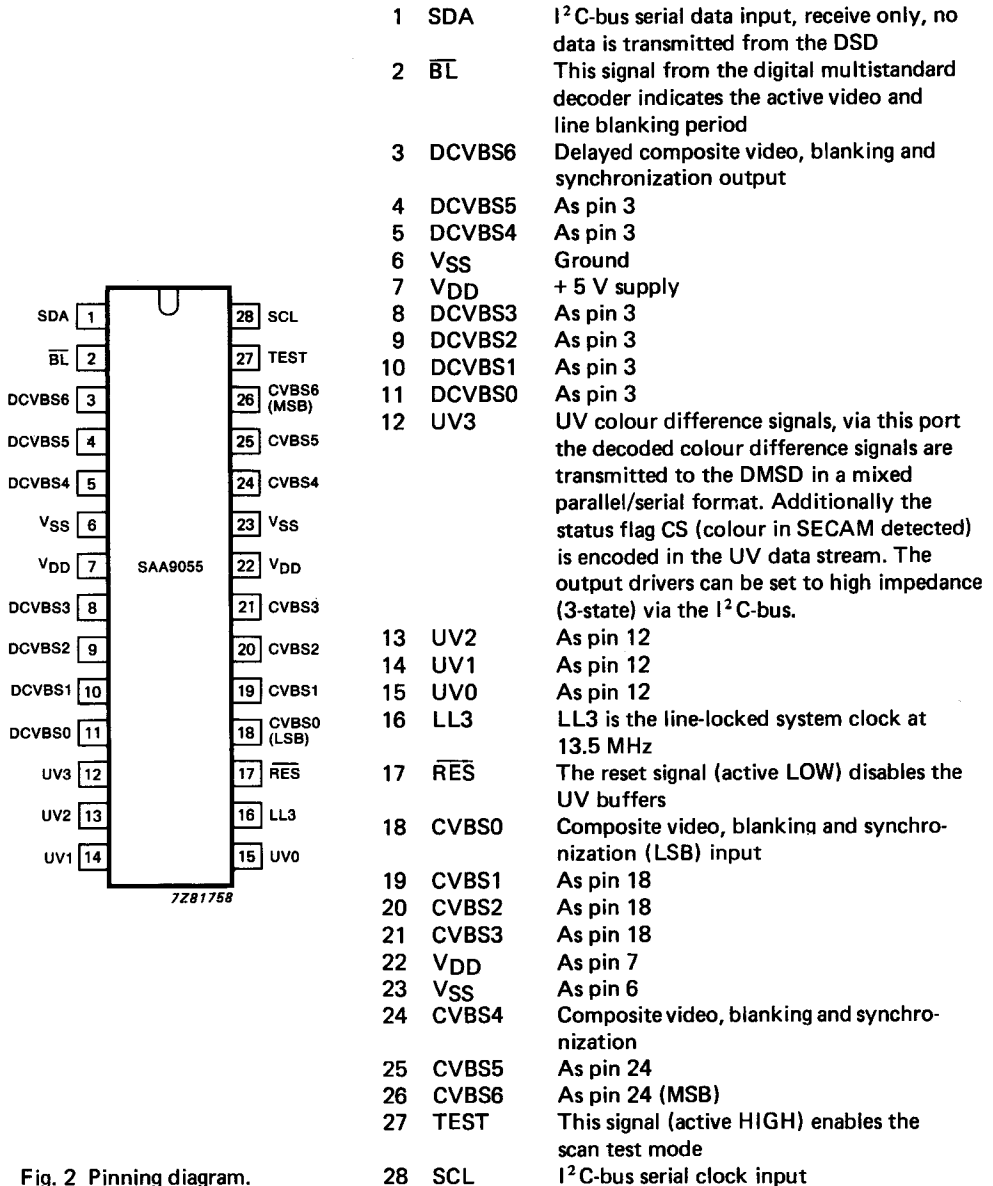 1 SDA I²C-bus serial data input, receive only, no
data is transmitted from the DSD
2 B̅L̅ This signal from the digital multistandard
decoder indicates the active video and
line blanking period
3 DCVBS6 Delayed composite video, blanking and
synchronization output
4 DCVBS5 As pin 3
5 DCVBS4 As pin 3
6 VSS Ground
7 VDD + 5 V supply
8 DCVBS3 As pin 3
9 DCVBS2 As pin 3
10 DCVBS1 As pin 3
11 DCVBS0 As pin 3
12 UV3 UV colour difference signals, via this port
the decoded colour difference signals are
transmitted to the DMSD in a mixed
parallel/serial format. Additionally the
status flag CS (colour in SECAM detected)
is encoded in the UV data stream. The
output drivers can be set to high impedance
(3-state) via the I²C-bus.
13 UV2 As pin 12
14 UV1 As pin 12
15 UV0 As pin 12
16 LL3 LL3 is the line-locked system clock at
13.5 MHz
17 R̅E̅S̅ The reset signal (active LOW) disables the
UV buffers
18 CVBS0 Composite video, blanking and synchro-
nization (LSB) input
19 CVBS1 As pin 18
20 CVBS2 As pin 18
21 CVBS3 As pin 18
22 VDD As pin 7
23 VSS As pin 6
24 CVBS4 Composite video, blanking and synchro-
nization
25 CVBS5 As pin 24
26 CVBS6 As pin 24 (MSB)
27 TEST This signal (active HIGH) enables the
scan test mode
28 SCL I²C-bus serial clock input
SDA 1 28 SCL
B̅L̅ 2 27 TEST
DCVBS6 3 26 CVBS6
(MSB)
DCVBS5 4 25 CVBS5
DCVBS4 5 24 CVBS4
VSS 6 23 VSS
VDD 7 SAA9055 22 VDD
DCVBS3 8 21 CVBS3
DCVBS2 9 20 CVBS2
DCVBS1 10 19 CVBS1
DCVBS0 11 18 CVBS0
(LSB)
UV3 12 17 R̅E̅S̅
UV2 13 16 LL3
UV1 14 15 UV0
7Z81758
Fig. 2 Pinning diagram.